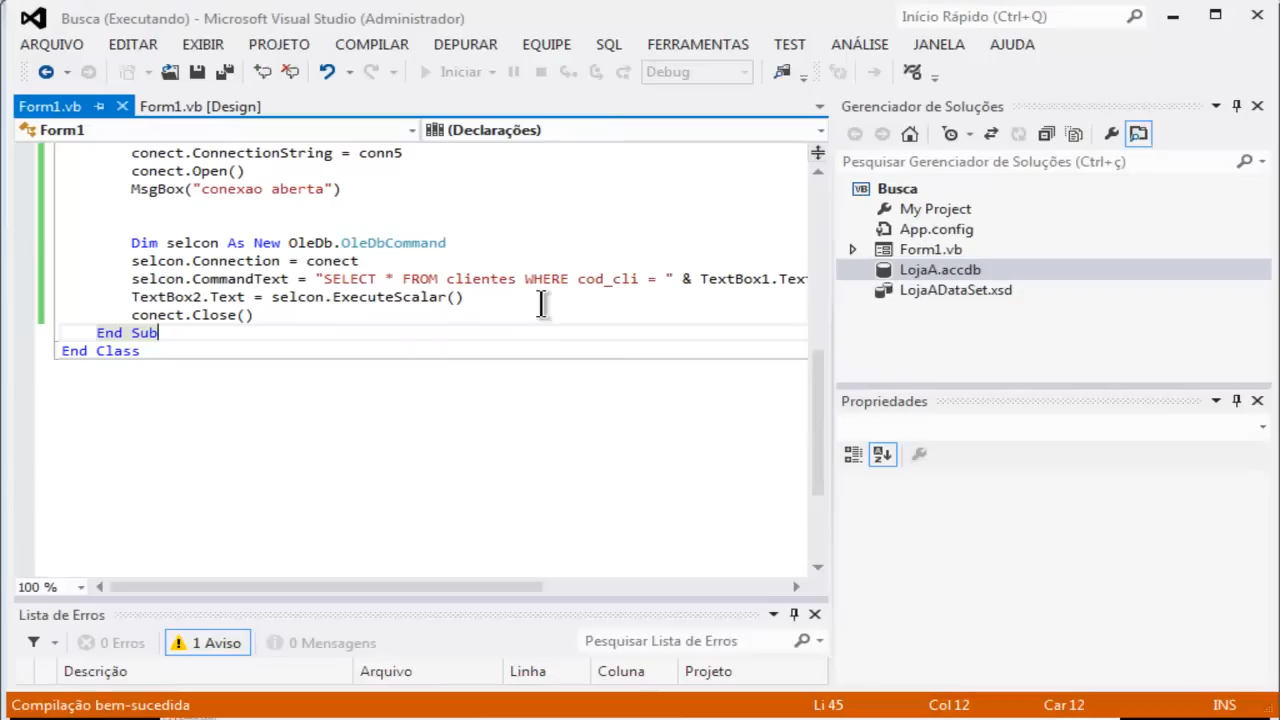 Busca (Executando) - Microsoft Visual Studio (Administrador)
Início Rápido (Ctrl+Q)
ARQUIVO EDITAR EXIBIR PROJETO COMPILAR DEPURAR EQUIPE SQL FERRAMENTAS TEST ANÁLISE JANELA AJUDA
Iniciar Debug
Form1.vb Form1.vb [Design]
Form1 (Declarações)
conect.ConnectionString = conn5
conect.Open()
MsgBox("conexao aberta")
Dim selcon As New OleDb.OleDbCommand
selcon.Connection = conect
selcon.CommandText = "SELECT * FROM clientes WHERE cod_cli = " & TextBox1.Text
TextBox2.Text = selcon.ExecuteScalar()
conect.Close()
End Sub
End Class
100 %
Lista de Erros
0 Erros 1 Aviso 0 Mensagens Pesquisar Lista de Erros
Descrição Arquivo Linha Coluna Projeto
Gerenciador de Soluções
Pesquisar Gerenciador de Soluções (Ctrl+ç)
VB Busca
My Project
App.config
Form1.vb
LojaA.accdb
LojaADataSet.xsd
Propriedades
Compilação bem-sucedida Li 45 Col 12 Car 12 INS